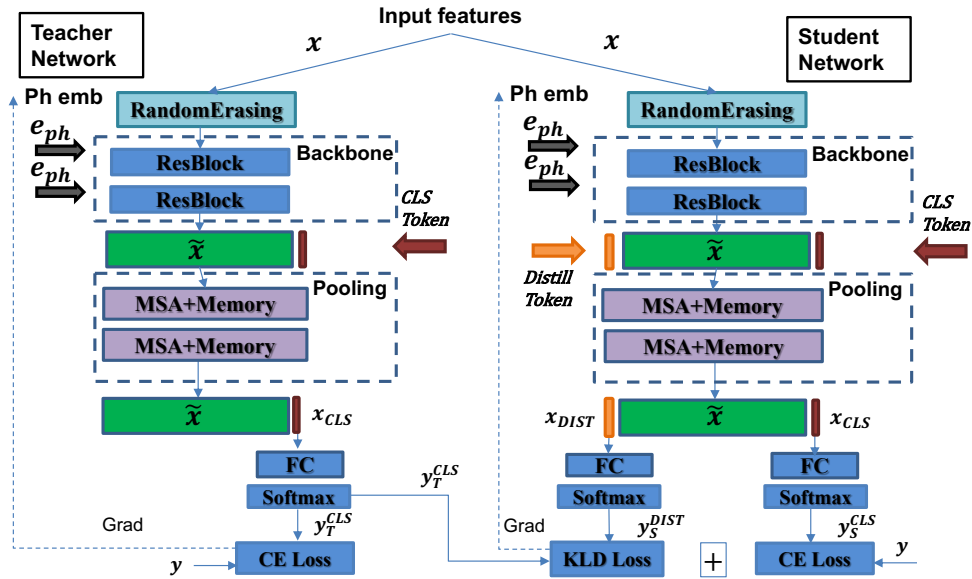 Input features
Teacher
Network
x
x
Student
Network
Ph emb
RandomErasing
e_ph
Backbone
ResBlock
e_ph
ResBlock
CLS
Token
x̃
Pooling
MSA+Memory
MSA+Memory
x̃
x_CLS
FC
Softmax
y_T^CLS
y_T^CLS
Grad
y
CE Loss
Ph emb
RandomErasing
e_ph
Backbone
ResBlock
e_ph
ResBlock
CLS
Token
x̃
Distill
Token
Pooling
MSA+Memory
MSA+Memory
x_DIST
x̃
x_CLS
FC
FC
Softmax
Softmax
Grad
y_S^DIST
y_S^CLS
y
KLD Loss
+
CE Loss